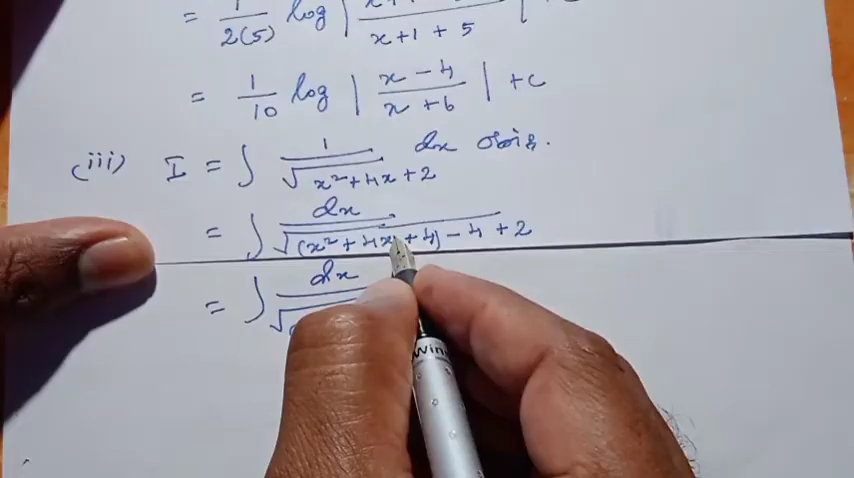 = 1/2(5) log | / x+1+5 | +C
= 1/10 log | x-4 / x+6 | +C
(iii) I = ∫ 1/√x²+4x+2 dx
= ∫ dx/√(x²+4x+4)-4+2
= ∫ dx/√
Win